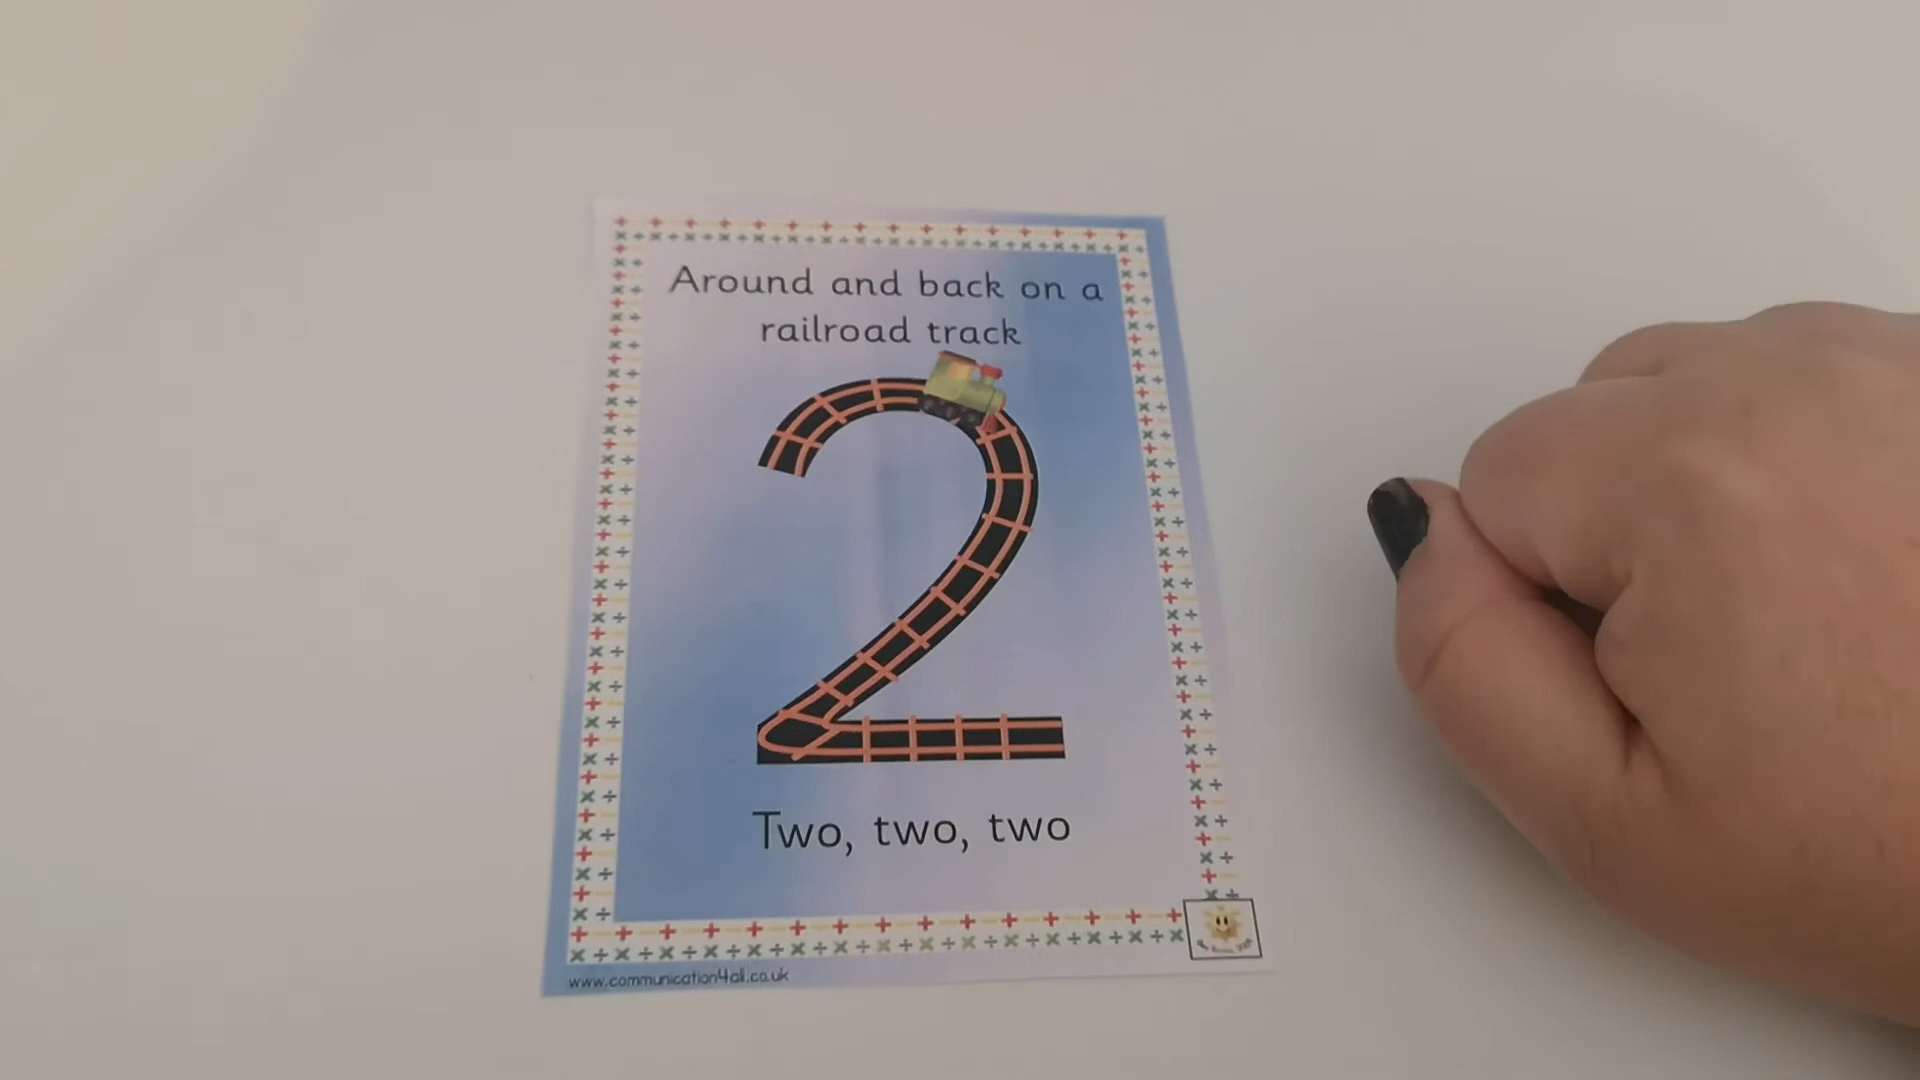 Around and back on a
railroad track
2
Two, two, two
www.communication4all.co.uk